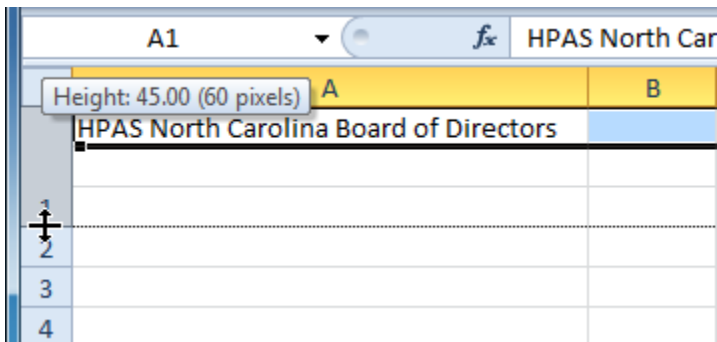 A1 fx HPAS North Car
Height: 45.00 (60 pixels) A B
HPAS North Carolina Board of Directors
1
2
3
4